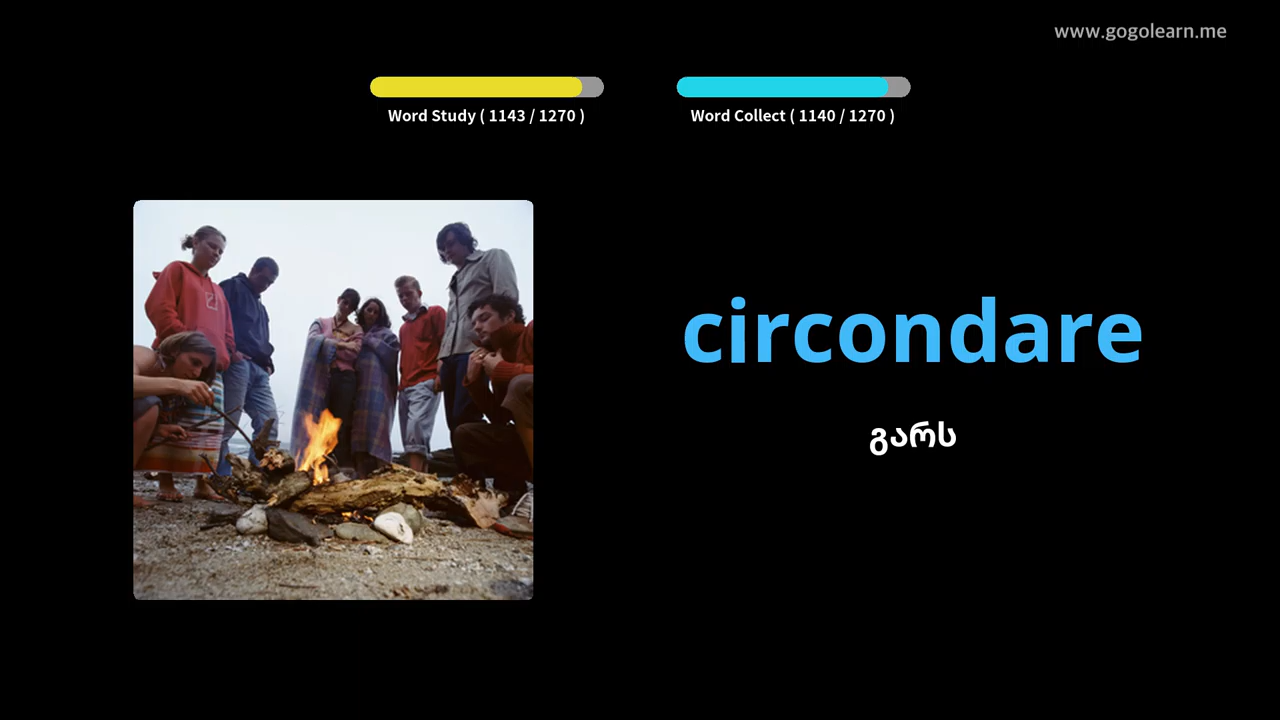 www.gogolearn.me
Word Study ( 1143 / 1270 )
Word Collect ( 1140 / 1270 )
circondare
გარს